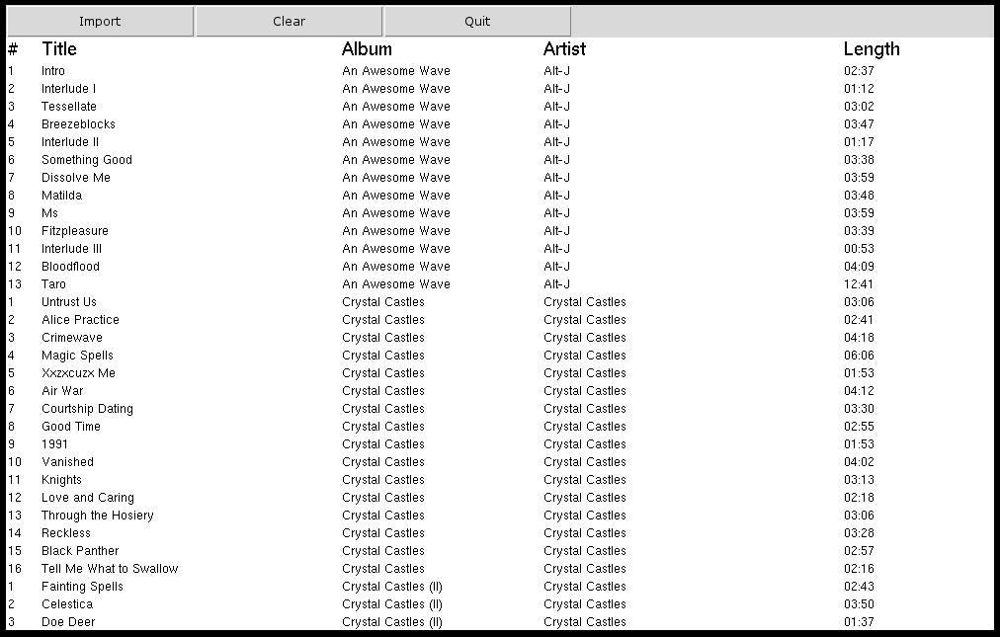 Import Clear Quit
# Title Album Artist Length
1 Intro An Awesome Wave Alt-J 02:37
2 Interlude I An Awesome Wave Alt-J 01:12
3 Tessellate An Awesome Wave Alt-J 03:02
4 Breezeblocks An Awesome Wave Alt-J 03:47
5 Interlude II An Awesome Wave Alt-J 01:17
6 Something Good An Awesome Wave Alt-J 03:38
7 Dissolve Me An Awesome Wave Alt-J 03:59
8 Matilda An Awesome Wave Alt-J 03:48
9 Ms An Awesome Wave Alt-J 03:59
10 Fitzpleasure An Awesome Wave Alt-J 03:39
11 Interlude III An Awesome Wave Alt-J 00:53
12 Bloodflood An Awesome Wave Alt-J 04:09
13 Taro An Awesome Wave Alt-J 12:41
1 Untrust Us Crystal Castles Crystal Castles 03:06
2 Alice Practice Crystal Castles Crystal Castles 02:41
3 Crimewave Crystal Castles Crystal Castles 04:18
4 Magic Spells Crystal Castles Crystal Castles 06:06
5 Xxzxcuzx Me Crystal Castles Crystal Castles 01:53
6 Air War Crystal Castles Crystal Castles 04:12
7 Courtship Dating Crystal Castles Crystal Castles 03:30
8 Good Time Crystal Castles Crystal Castles 02:55
9 1991 Crystal Castles Crystal Castles 01:53
10 Vanished Crystal Castles Crystal Castles 04:02
11 Knights Crystal Castles Crystal Castles 03:13
12 Love and Caring Crystal Castles Crystal Castles 02:18
13 Through the Hosiery Crystal Castles Crystal Castles 03:06
14 Reckless Crystal Castles Crystal Castles 03:28
15 Black Panther Crystal Castles Crystal Castles 02:57
16 Tell Me What to Swallow Crystal Castles Crystal Castles 02:16
1 Fainting Spells Crystal Castles (II) Crystal Castles 02:43
2 Celestica Crystal Castles (II) Crystal Castles 03:50
3 Doe Deer Crystal Castles (II) Crystal Castles 01:37